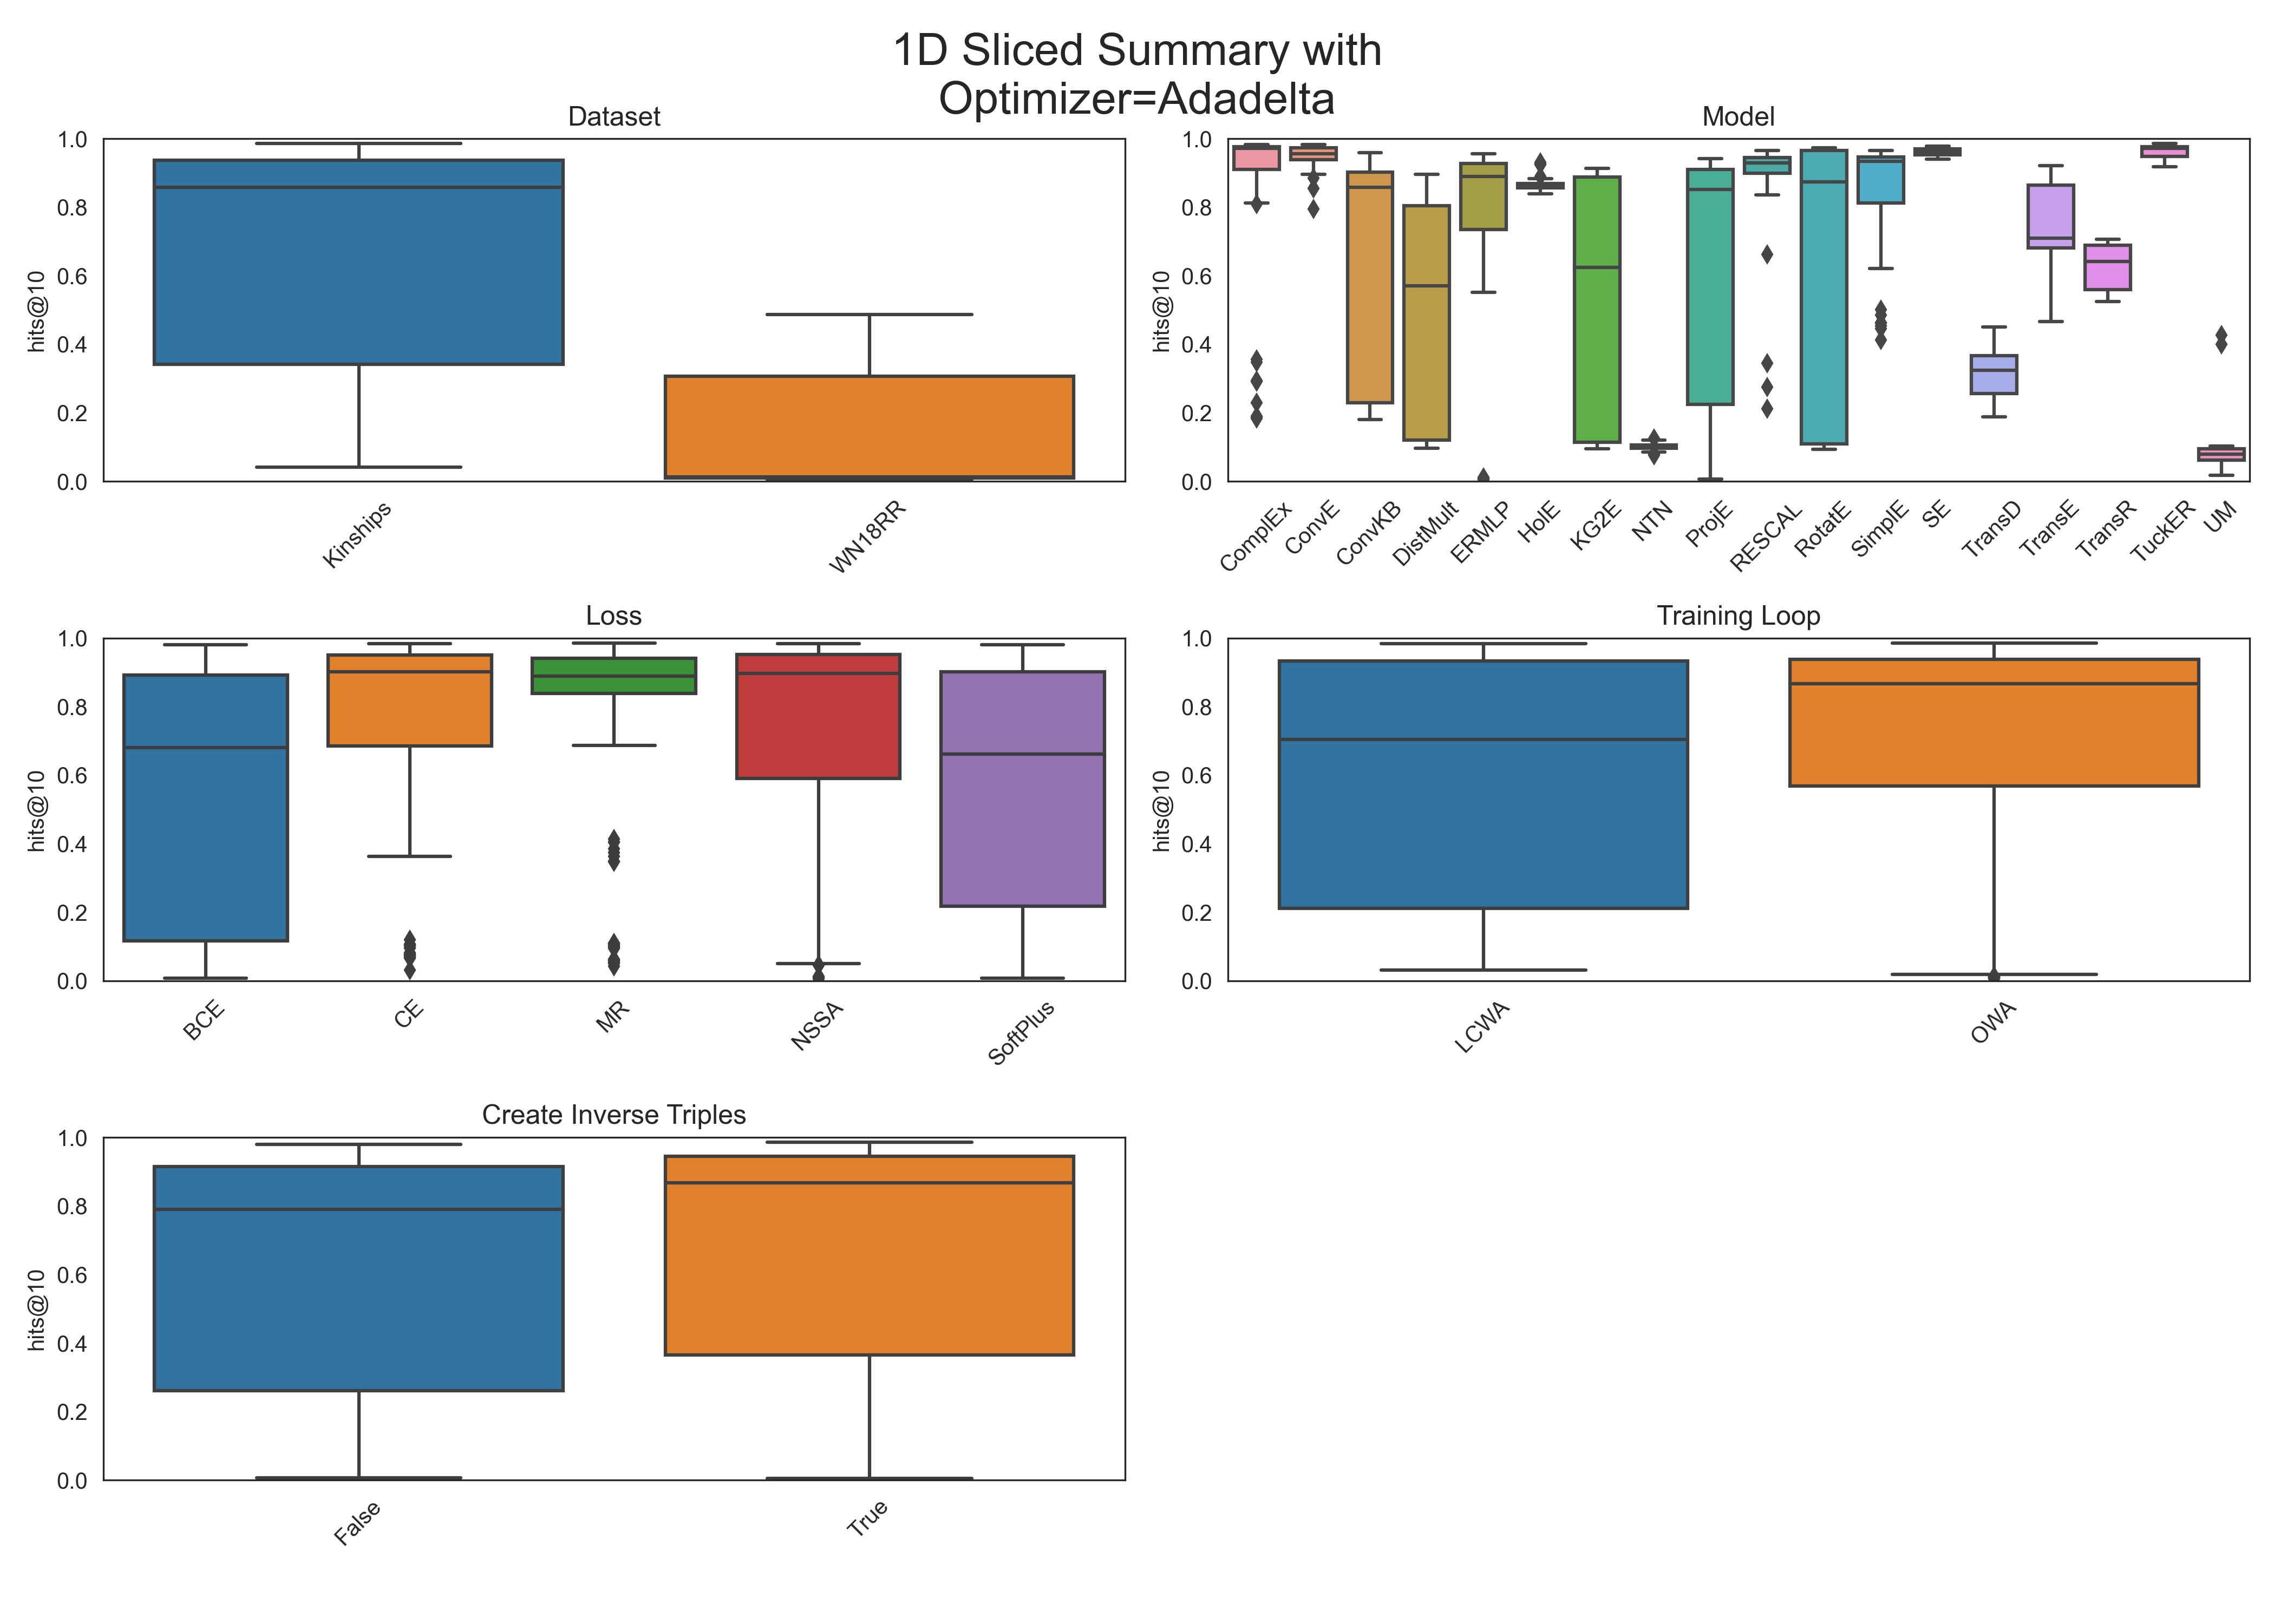 1D Sliced Summary with
Optimizer=Adadelta
Dataset
hits@10
1.0
0.8
0.6
0.4
0.2
0.0
Kinships
WN18RR
Model
hits@10
1.0
0.8
0.6
0.4
0.2
0.0
ComplEx
ConvE
ConvKB
DistMult
ERMLP
HolE
KG2E
NTN
ProjE
RESCAL
RotatE
SimplE
SE
TransD
TransE
TransR
TuckER
UM
Loss
hits@10
1.0
0.8
0.6
0.4
0.2
0.0
BCE
CE
MR
NSSA
SoftPlus
Training Loop
hits@10
1.0
0.8
0.6
0.4
0.2
0.0
LCWA
OWA
Create Inverse Triples
hits@10
1.0
0.8
0.6
0.4
0.2
0.0
False
True